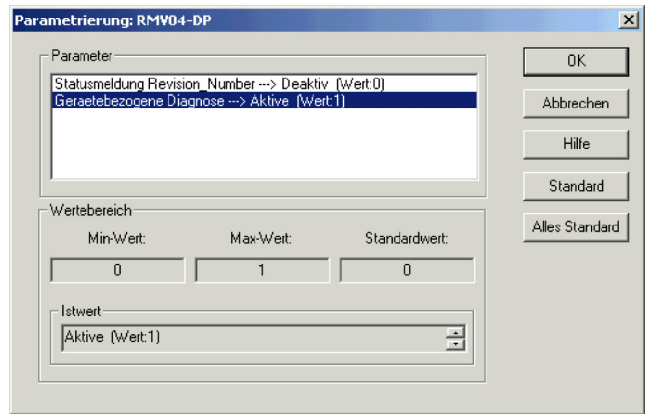 Parametrierung: RMV04-DP
Parameter
Statusmeldung Revision_Number ---> Deaktiv (Wert:0)
Geraetebezogene Diagnose ---> Aktive (Wert:1)
OK
Abbrechen
Hilfe
Standard
Alles Standard
Wertebereich
Min-Wert: Max-Wert: Standardwert:
0 1 0
Istwert
Aktive (Wert:1)